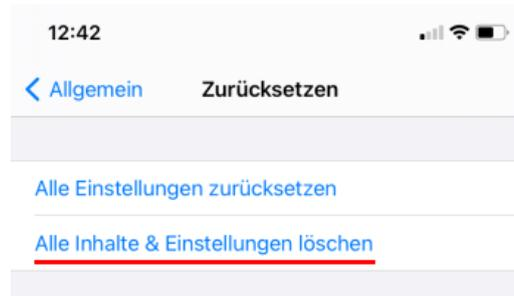 12:42
Allgemein Zurücksetzen
Alle Einstellungen zurücksetzen
Alle Inhalte & Einstellungen löschen